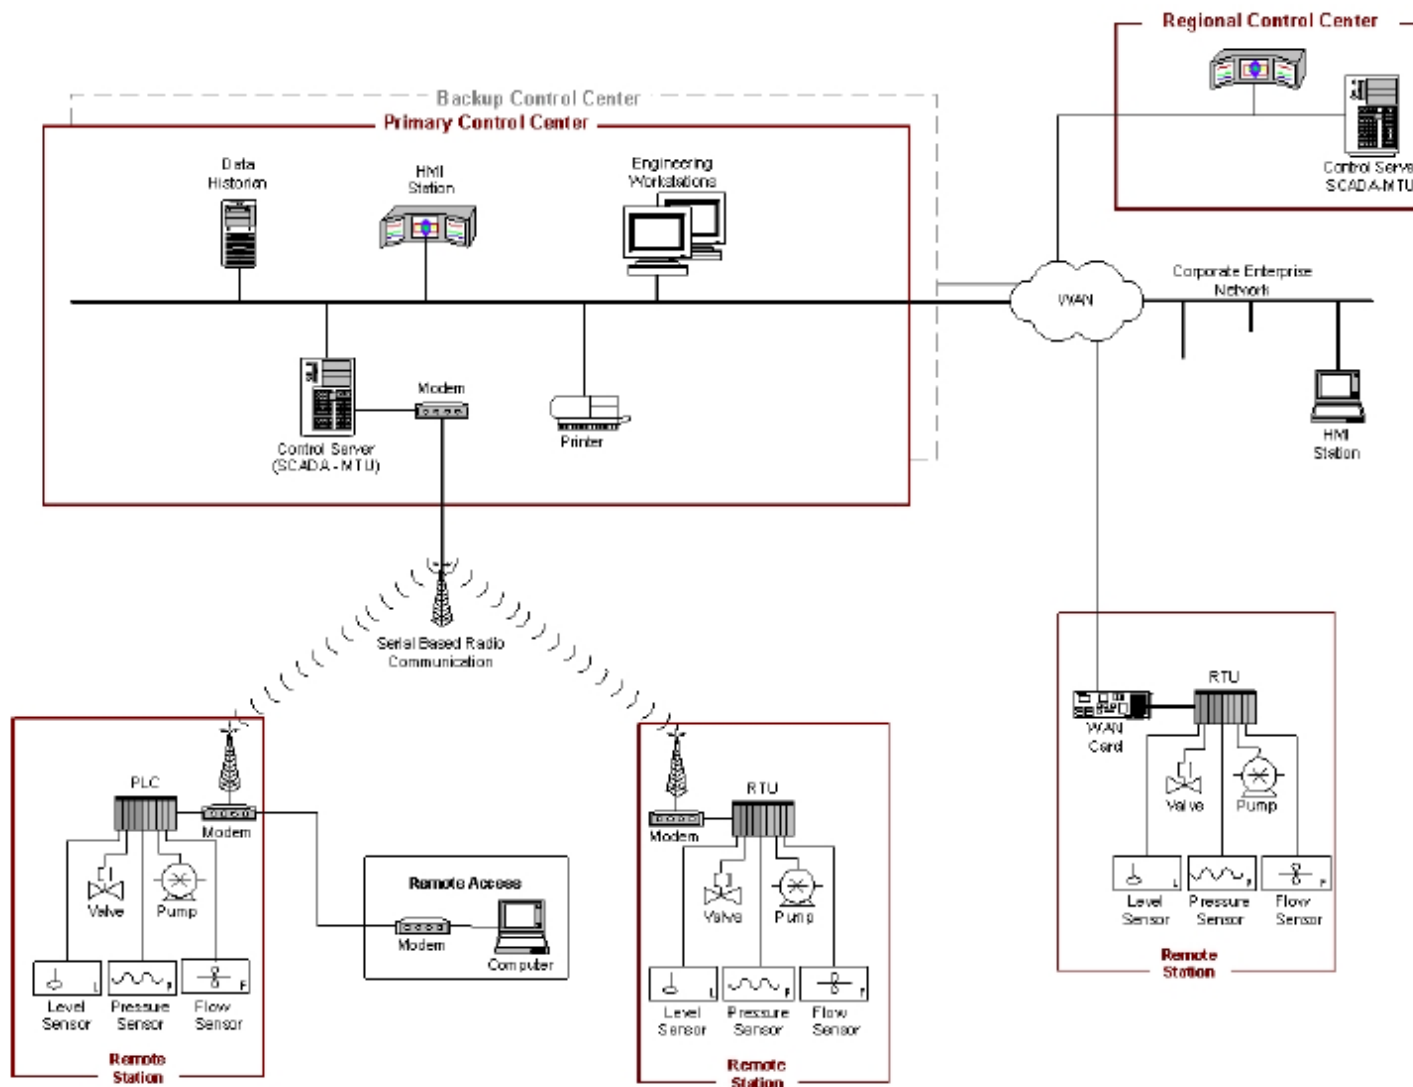 Regional Control Center
Control Serve
SCADA-MTU
Backup Control Center
Primary Control Center
Data
Historian
HMI
Station
Engineering
Workstations
Control Server
(SCADA - MTU)
Modem
Printer
WAN
Corporate Enterprise
Network
HMI
Station
Serial Based Radio
Communication
PLC
Modem
Valve
Pump
L
P
F
Level
Sensor
Pressure
Sensor
Flow
Sensor
Remote
Station
Remote Access
Modem
Computer
RTU
Modem
Valve
Pump
L
P
F
Level
Sensor
Pressure
Sensor
Flow
Sensor
Remote
Station
RTU
WAN
Card
Valve
Pump
L
P
F
Level
Sensor
Pressure
Sensor
Flow
Sensor
Remote
Station